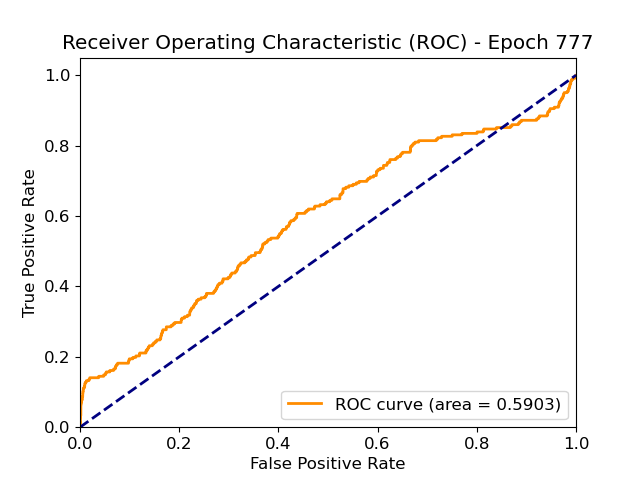 Receiver Operating Characteristic (ROC) - Epoch 777
1.0
0.8
0.6
0.4
0.2
0.0
True Positive Rate
ROC curve (area = 0.5903)
0.0 0.2 0.4 0.6 0.8 1.0
False Positive Rate